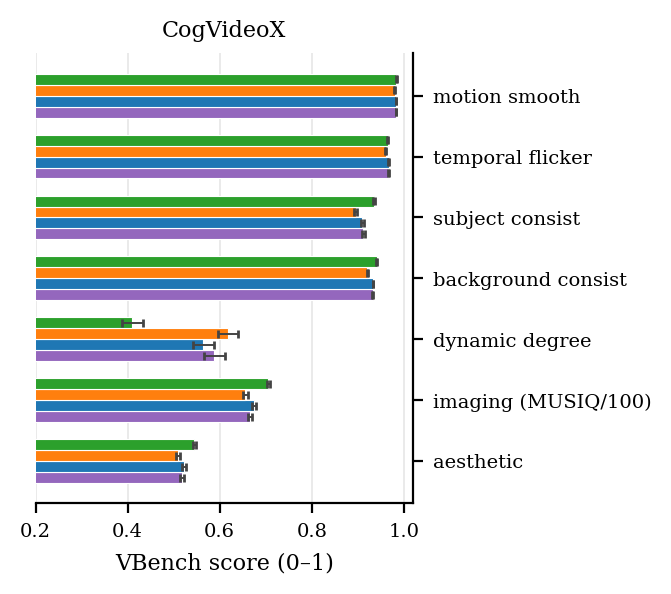 CogVideoX
motion smooth
temporal flicker
subject consist
background consist
dynamic degree
imaging (MUSIQ/100)
aesthetic
0.2 0.4 0.6 0.8 1.0
VBench score (0–1)